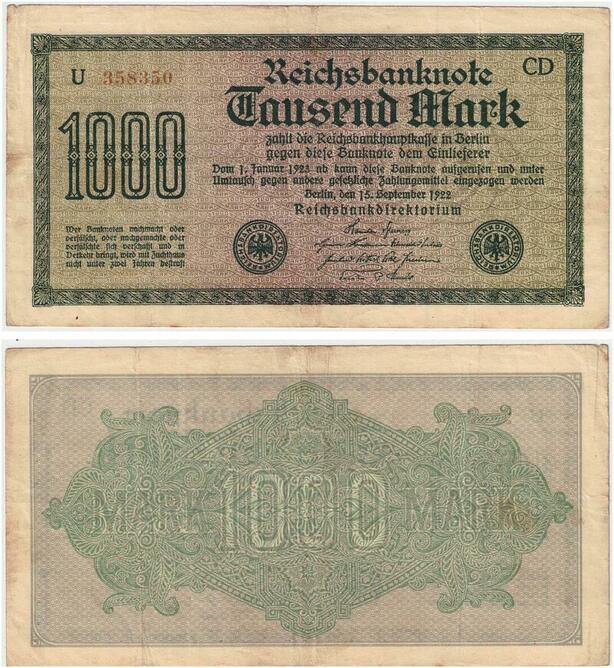 U 358350
CD
Reichsbanknote
Tausend Mark
1000
zahlt die Reichsbankhauptkasse in Berlin
gegen diese Banknote dem Einlieferer
Vom 1. Januar 1923 ab kann diese Banknote aufgerufen und unter
Umtausch gegen andere gesetzliche Zahlungsmittel eingezogen werden
Berlin, den 15. September 1922
Reichsbankdirektorium
Wer Banknoten nachmacht oder
verfälscht, oder nachgemachte oder
verfälschte sich verschafft und in
Verkehr bringt, wird mit Zuchthaus
nicht unter zwei Jahren bestraft
MARK 1000 MARK